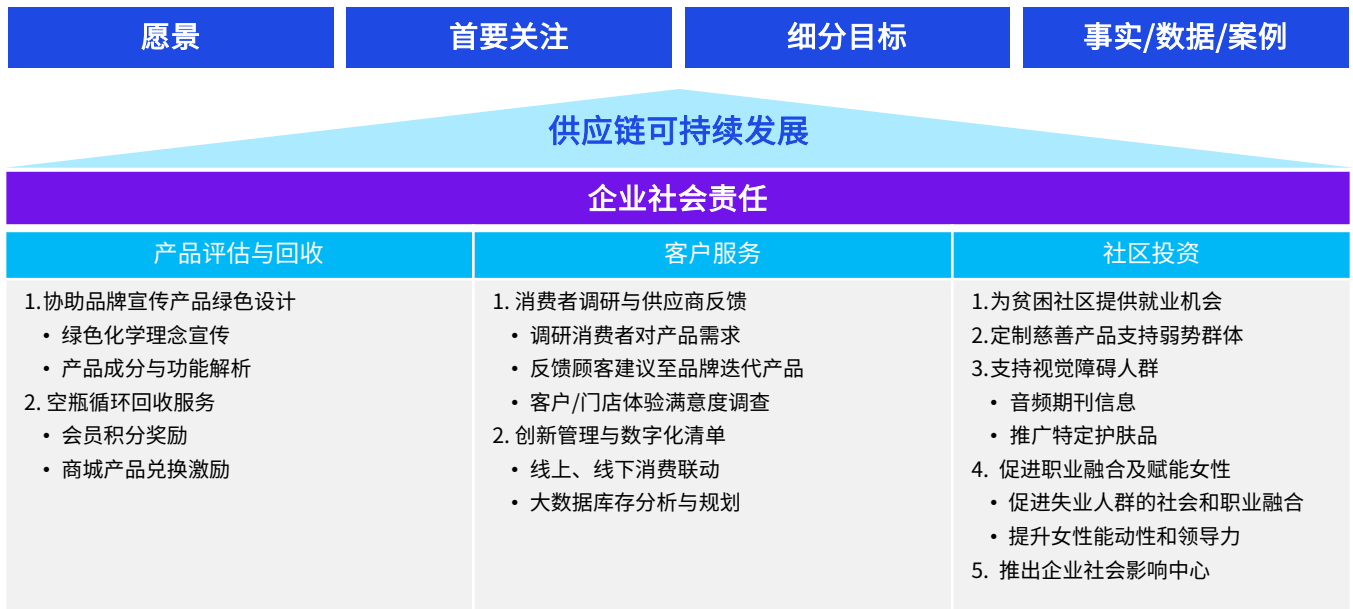 愿景
首要关注
细分目标
事实/数据/案例
供应链可持续发展
企业社会责任
产品评估与回收
1.协助品牌宣传产品绿色设计
• 绿色化学理念宣传
• 产品成分与功能解析
2. 空瓶循环回收服务
• 会员积分奖励
• 商城产品兑换激励
客户服务
1. 消费者调研与供应商反馈
• 调研消费者对产品需求
• 反馈顾客建议至品牌迭代产品
• 客户/门店体验满意度调查
2. 创新管理与数字化清单
• 线上、线下消费联动
• 大数据库存分析与规划
社区投资
1.为贫困社区提供就业机会
2.定制慈善产品支持弱势群体
3.支持视觉障碍人群
• 音频期刊信息
• 推广特定护肤品
4. 促进职业融合及赋能女性
• 促进失业人群的社会和职业融合
• 提升女性能动性和领导力
5. 推出企业社会影响中心